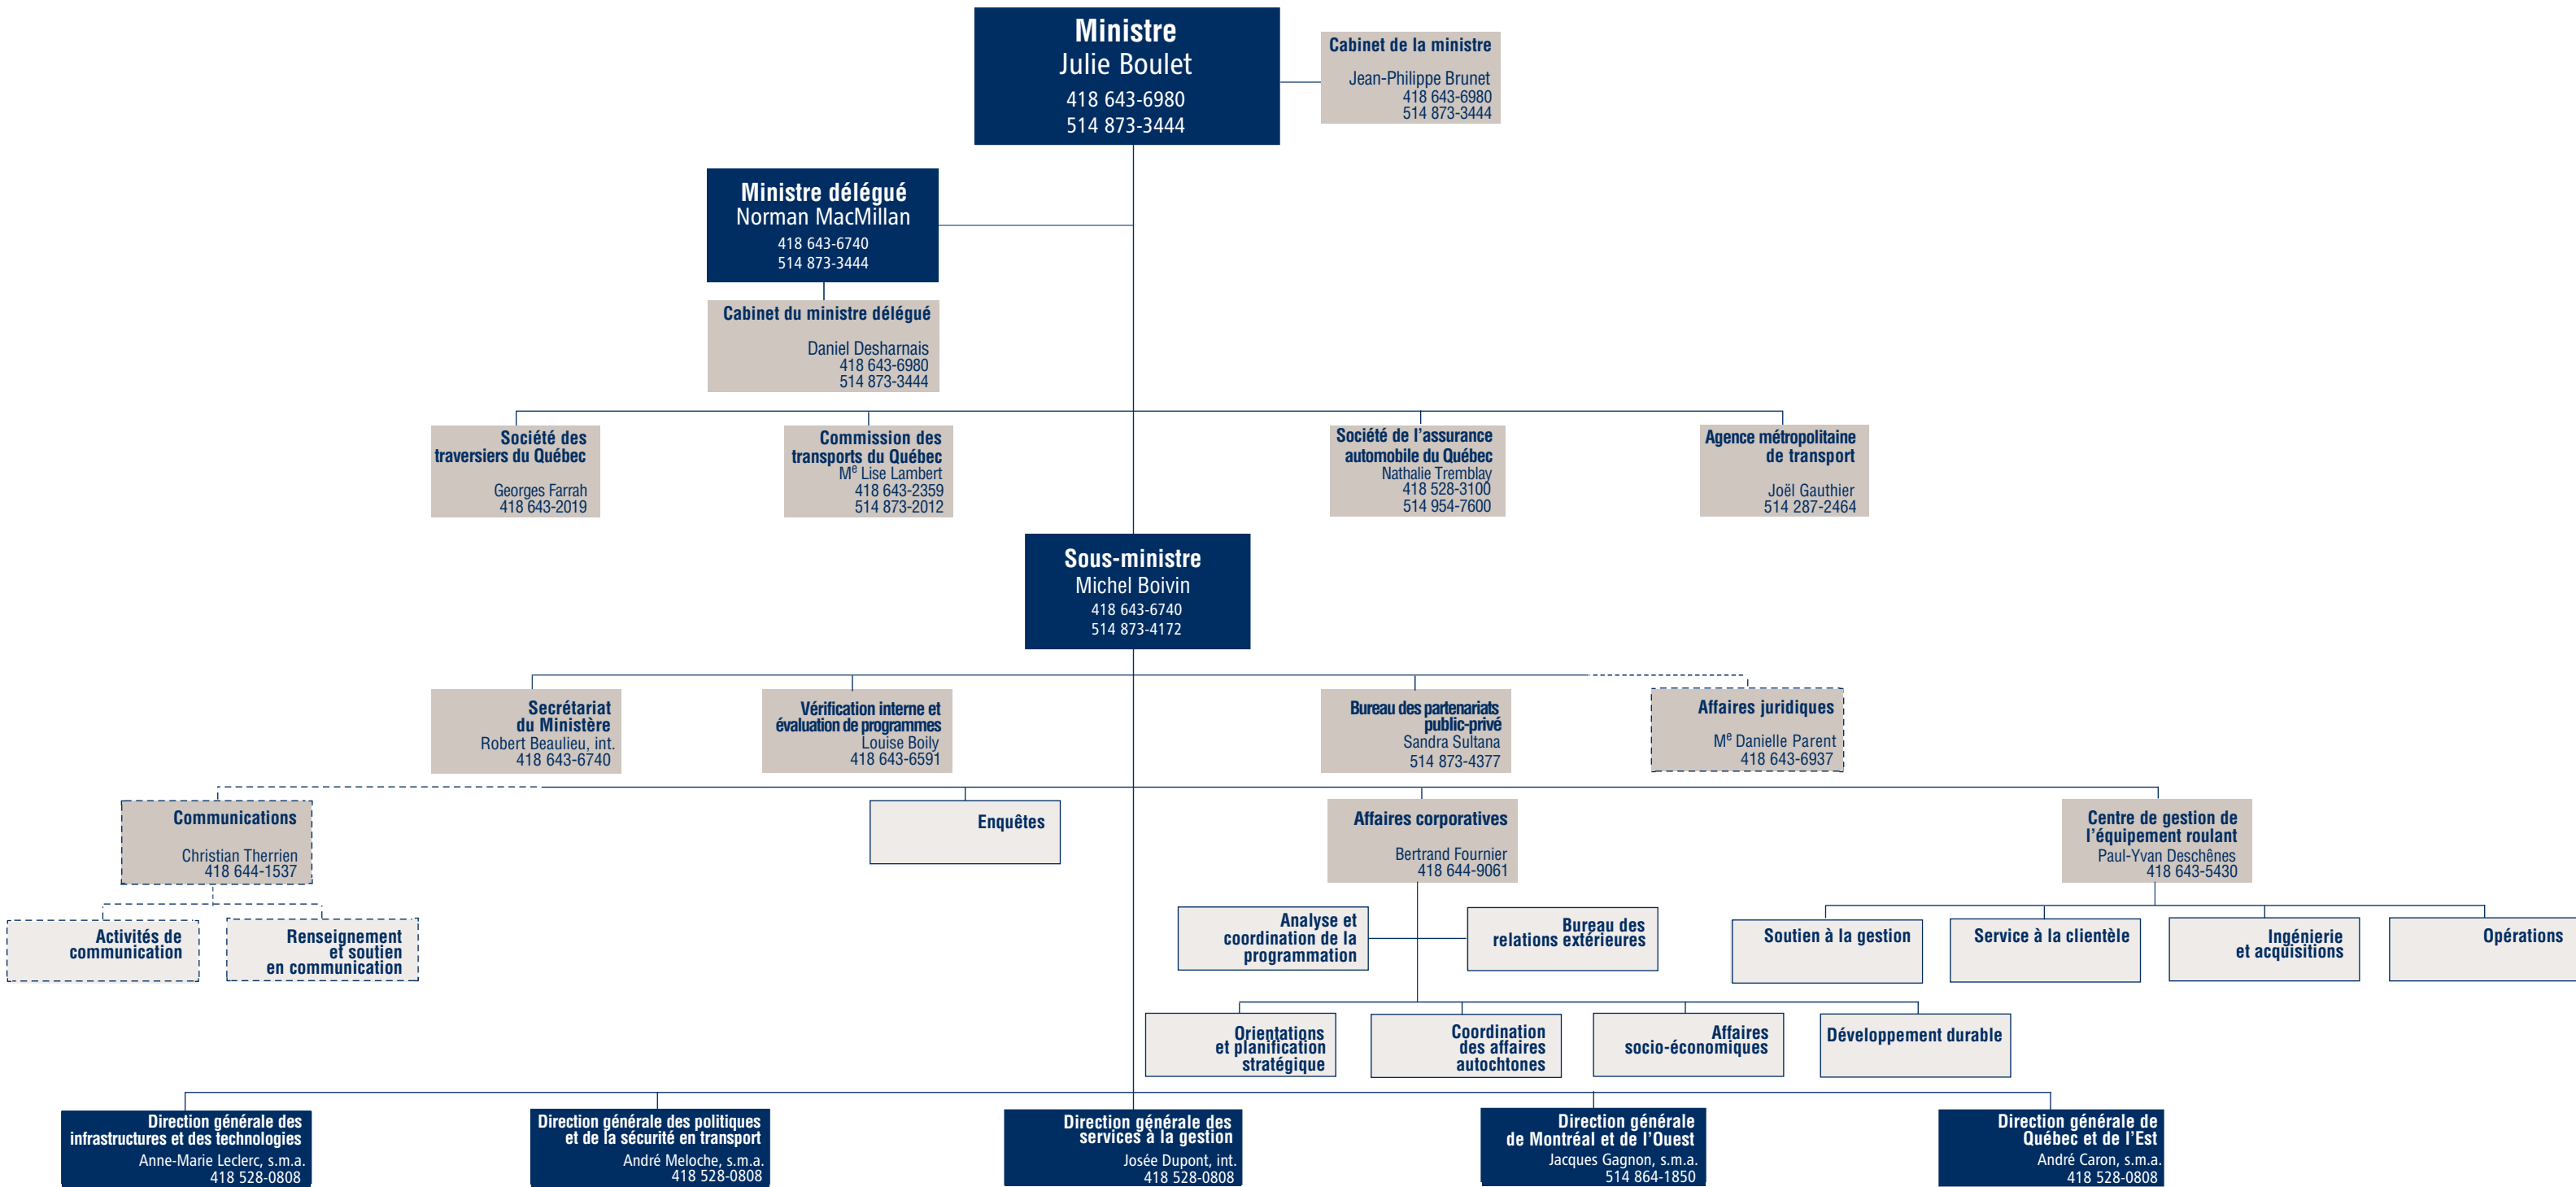 Ministre
Julie Boulet
418 643-6980
514 873-3444
Cabinet de la ministre
Jean-Philippe Brunet
418 643-6980
514 873-3444
Ministre délégué
Norman MacMillan
418 643-6740
514 873-3444
Cabinet du ministre délégué
Daniel Desharnais
418 643-6980
514 873-3444
Société des
traversiers du Québec
Georges Farrah
418 643-2019
Commission des
transports du Québec
Me Lise Lambert
418 643-2359
514 873-2012
Société de l'assurance
automobile du Québec
Nathalie Tremblay
418 528-3100
514 954-7600
Agence métropolitaine
de transport
Joël Gauthier
514 287-2464
Sous-ministre
Michel Boivin
418 643-6740
514 873-4172
Secrétariat
du Ministère
Robert Beaulieu, int.
418 643-6740
Vérification interne et
évaluation de programmes
Louise Boily
418 643-6591
Bureau des partenariats
public-privé
Sandra Sultana
514 873-4377
Affaires juridiques
Me Danielle Parent
418 643-6937
Communications
Christian Therrien
418 644-1537
Enquêtes
Affaires corporatives
Bertrand Fournier
418 644-9061
Centre de gestion de
l'équipement roulant
Paul-Yvan Deschênes
418 643-5430
Activités de
communication
Renseignement
et soutien
en communication
Analyse et
coordination de la
programmation
Bureau des
relations extérieures
Soutien à la gestion
Service à la clientèle
Ingénierie
et acquisitions
Opérations
Orientations
et planification
stratégique
Coordination
des affaires
autochtones
Affaires
socio-économiques
Développement durable
Direction générale des
infrastructures et des technologies
Anne-Marie Leclerc, s.m.a.
418 528-0808
Direction générale des politiques
et de la sécurité en transport
André Meloche, s.m.a.
418 528-0808
Direction générale des
services à la gestion
Josée Dupont, int.
418 528-0808
Direction générale
de Montréal et de l'Ouest
Jacques Gagnon, s.m.a.
514 864-1850
Direction générale de
Québec et de l'Est
André Caron, s.m.a.
418 528-0808